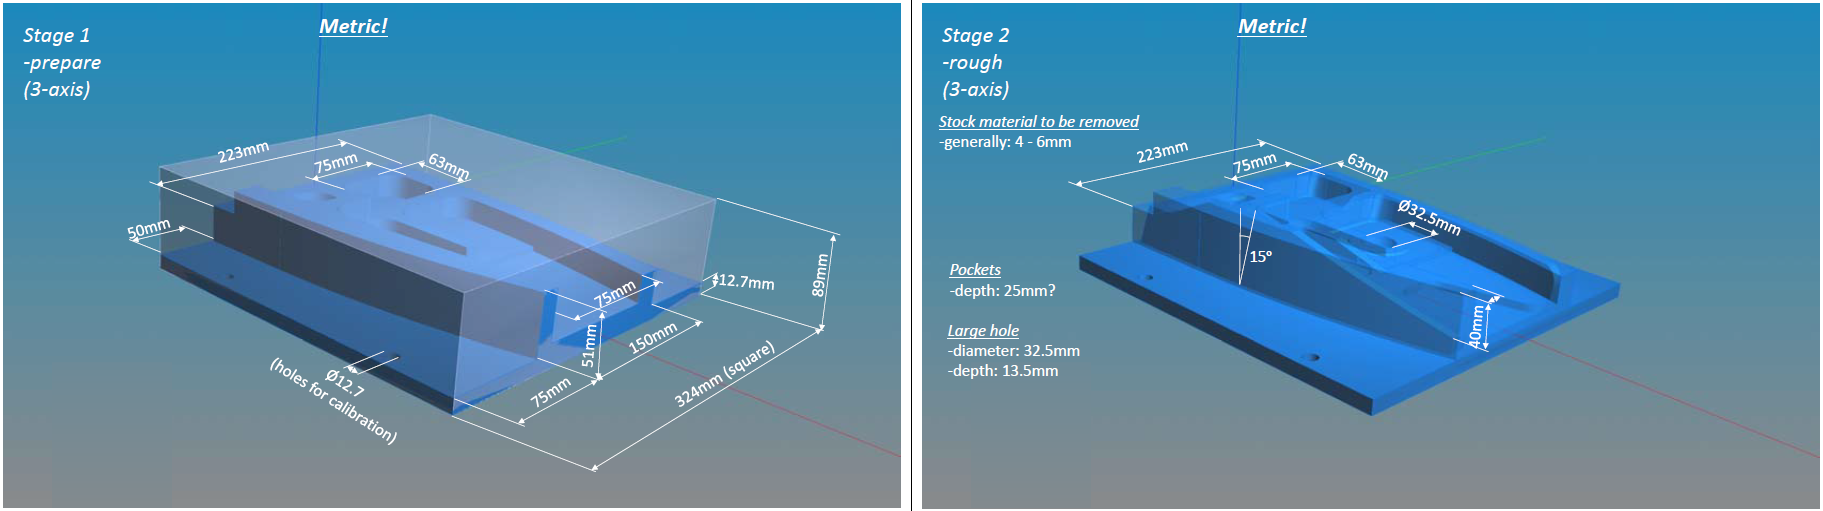 Stage 1
-prepare
(3-axis)
Metric!
223mm
75mm
63mm
50mm
12.7mm
89mm
75mm
51mm
150mm
75mm
324mm (square)
Ø12.7
(holes for calibration)
Stage 2
-rough
(3-axis)
Metric!
Stock material to be removed
-generally: 4 - 6mm
223mm
75mm
63mm
Ø32.5mm
15°
40mm
Pockets
-depth: 25mm?
Large hole
-diameter: 32.5mm
-depth: 13.5mm